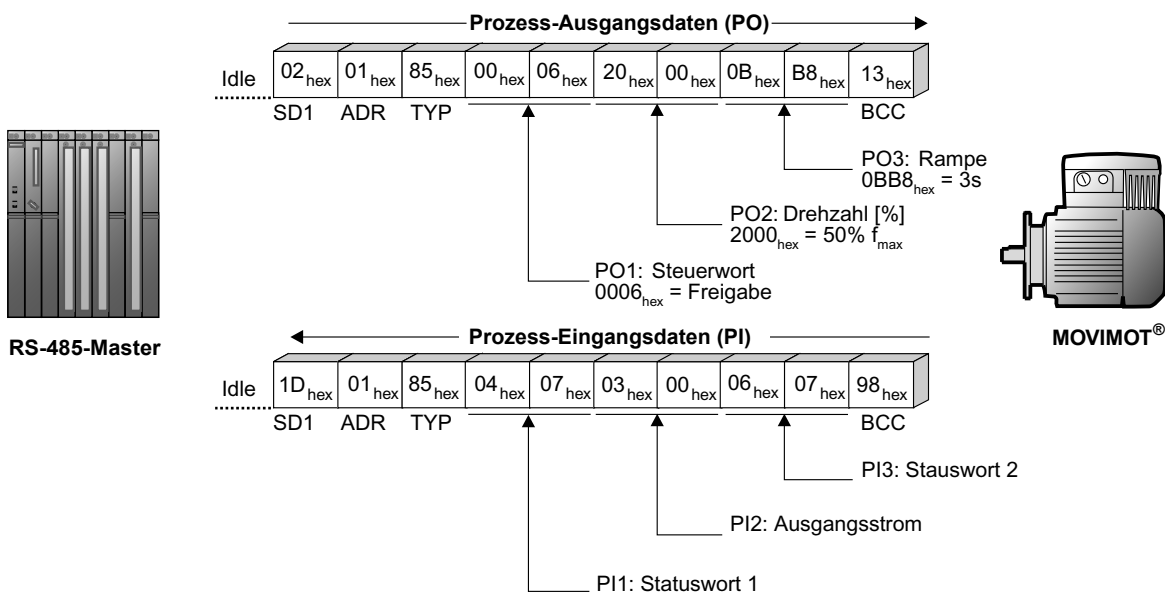 Prozess-Ausgangsdaten (PO)
Idle 02hex 01hex 85hex 00hex 06hex 20hex 00hex 0Bhex B8hex 13hex
SD1 ADR TYP BCC
PO3: Rampe
0BB8hex = 3s
PO2: Drehzahl [%]
2000hex = 50% fmax
PO1: Steuerwort
0006hex = Freigabe
RS-485-Master
MOVIMOT®
Prozess-Eingangsdaten (PI)
Idle 1Dhex 01hex 85hex 04hex 07hex 03hex 00hex 06hex 07hex 98hex
SD1 ADR TYP BCC
PI3: Stauswort 2
PI2: Ausgangsstrom
PI1: Statuswort 1